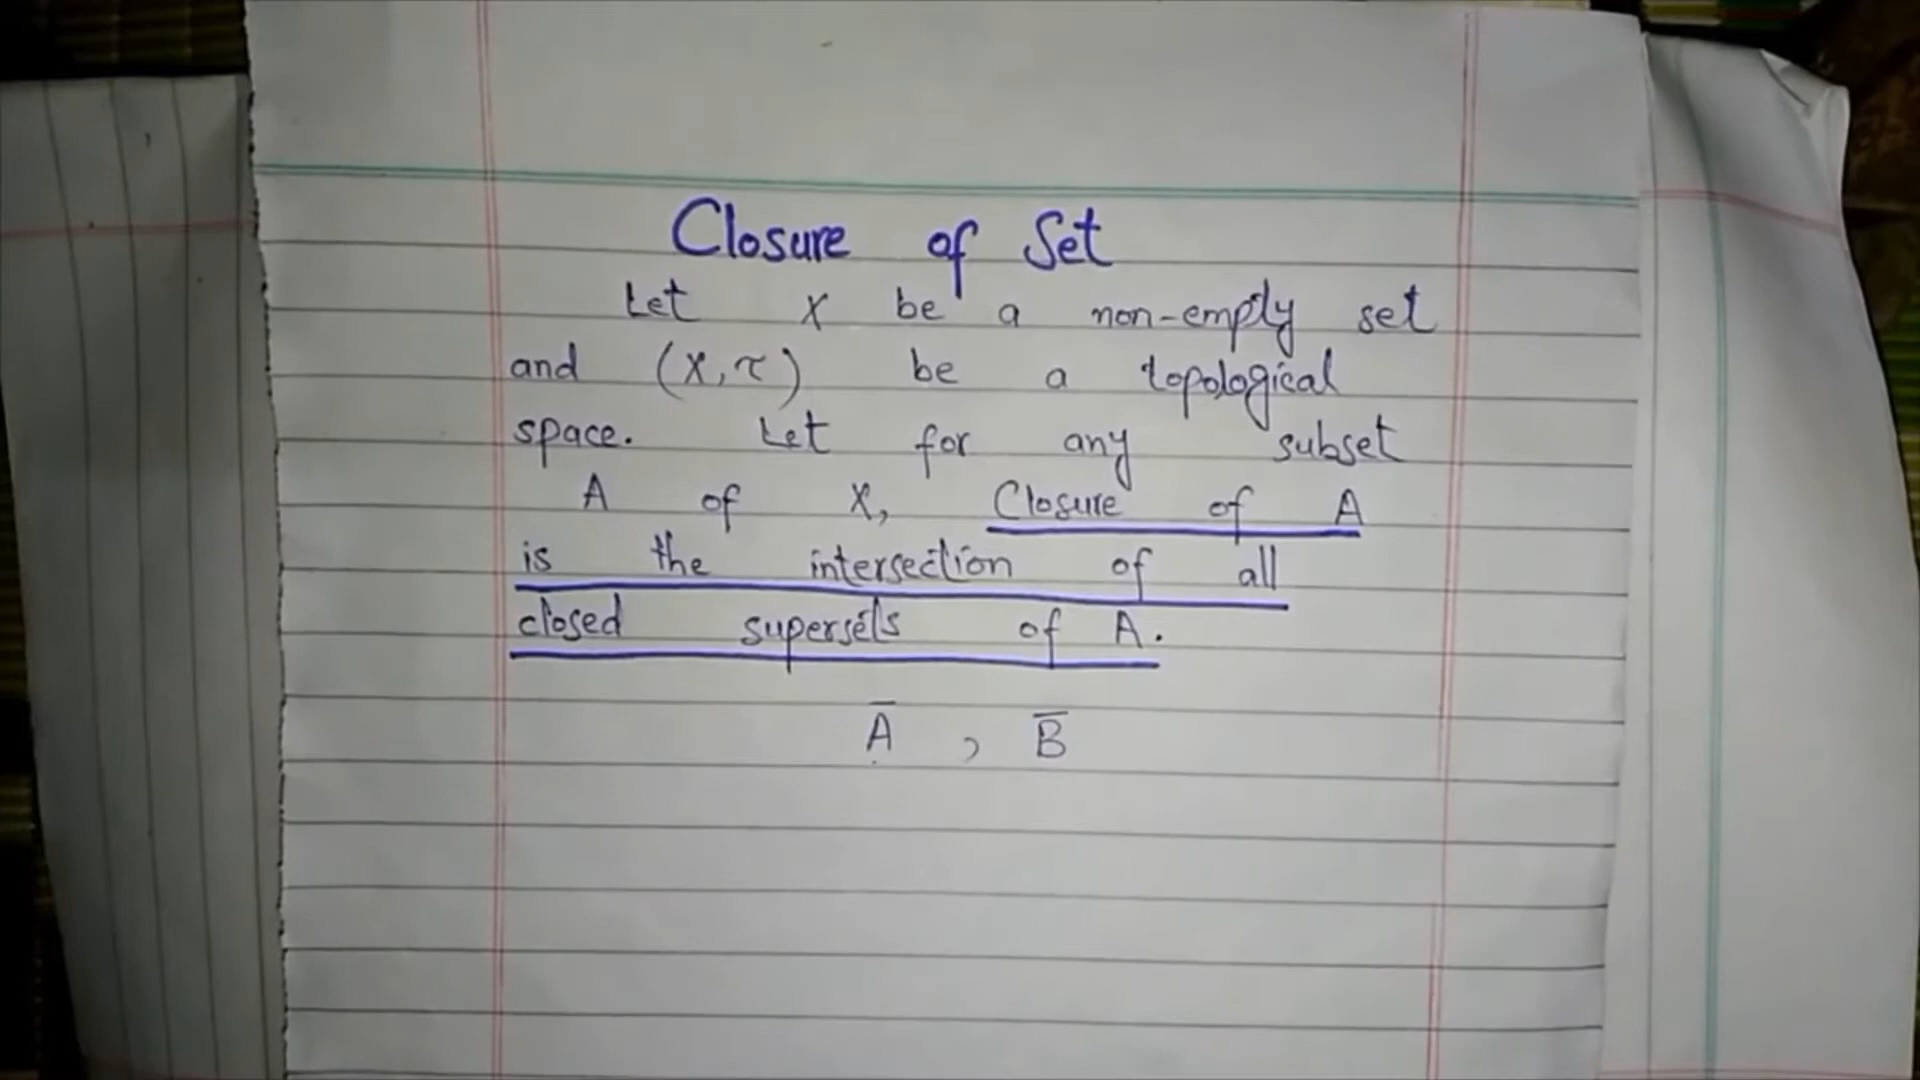 Closure of Set
Let X be a non-empty set
and (X, τ) be a topological
space. Let for any subset
A of X, Closure of A
is the intersection of all
closed supersets of A.
A̅ , B̅